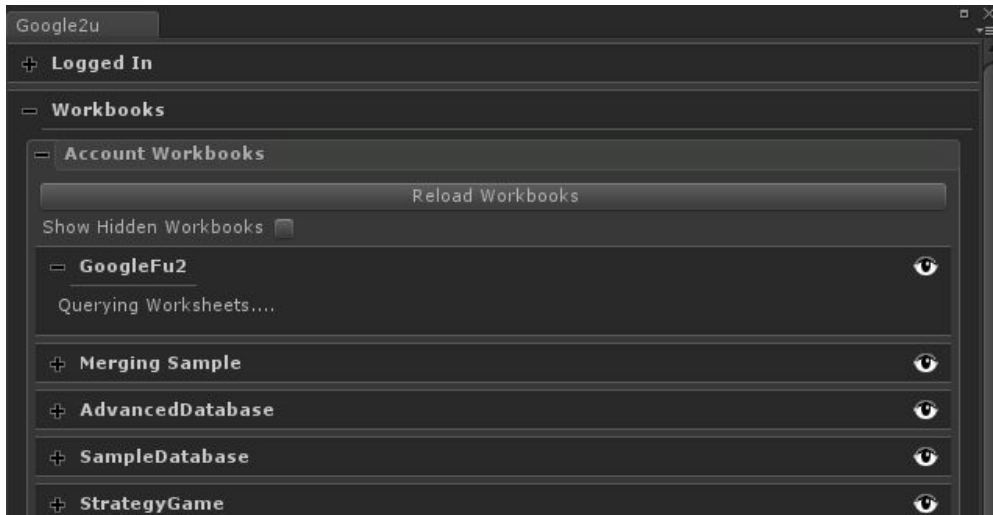 Google2u
Logged In
Workbooks
Account Workbooks
Reload Workbooks
Show Hidden Workbooks
GoogleFu2
Querying Worksheets....
Merging Sample
AdvancedDatabase
SampleDatabase
StrategyGame